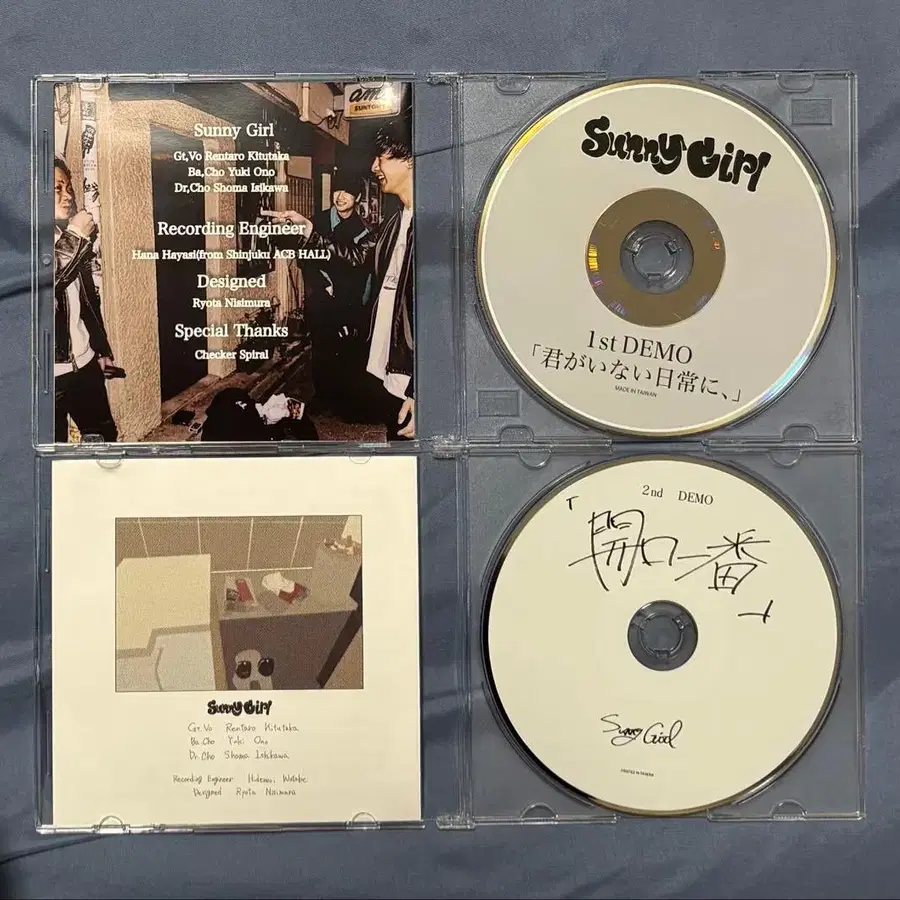 Sunny Girl
Gt,Vo Rentaro Kitutaka
Ba,Cho Yuki Ono
Dr,Cho Shoma Isikawa
Recording Engineer
Hana Hayasi(from Shinjuku ACB HALL)
Designed
Ryota Nisimura
Special Thanks
Checker Spiral
Sunny Girl
1st DEMO
「君がいない日常に、」
MADE IN TAIWAN
Sunny Girl
Gt.Vo Rentaro Kitutaka
Ba.Cho Yuki Ono
Dr.Cho Shoma Isikawa
Recording Engineer
Designed Ryota Nisimura
2nd DEMO
「開口一番」
Sunny Girl
PRINTED IN TAIWAN